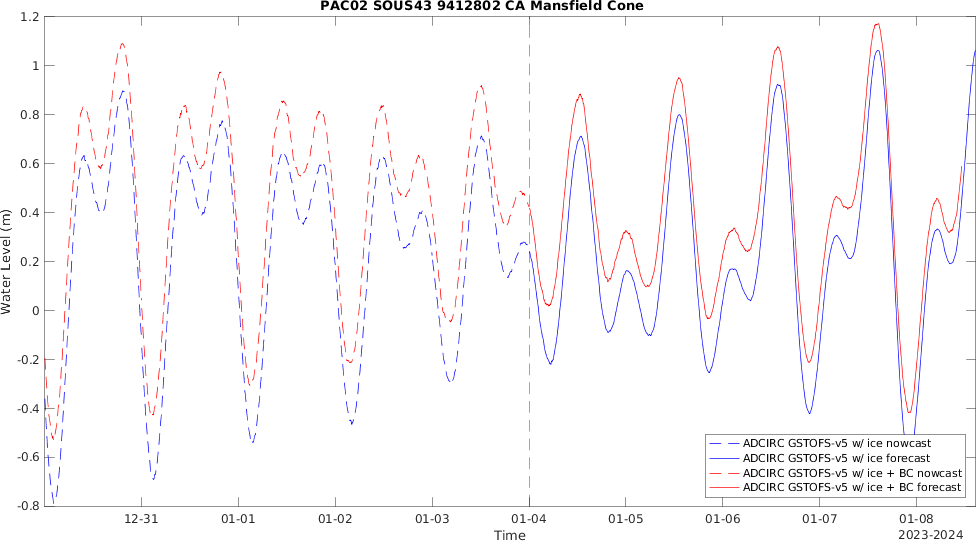 PAC02 SOUS43 9412802 CA Mansfield Cone
1.2
1
0.8
0.6
0.4
0.2
0
-0.2
-0.4
-0.6
-0.8
Water Level (m)
12-31 01-01 01-02 01-03 01-04 01-05 01-06 01-07 01-08
Time
2023-2024
ADCIRC GSTOFS-v5 w/ ice nowcast
ADCIRC GSTOFS-v5 w/ ice forecast
ADCIRC GSTOFS-v5 w/ ice + BC nowcast
ADCIRC GSTOFS-v5 w/ ice + BC forecast